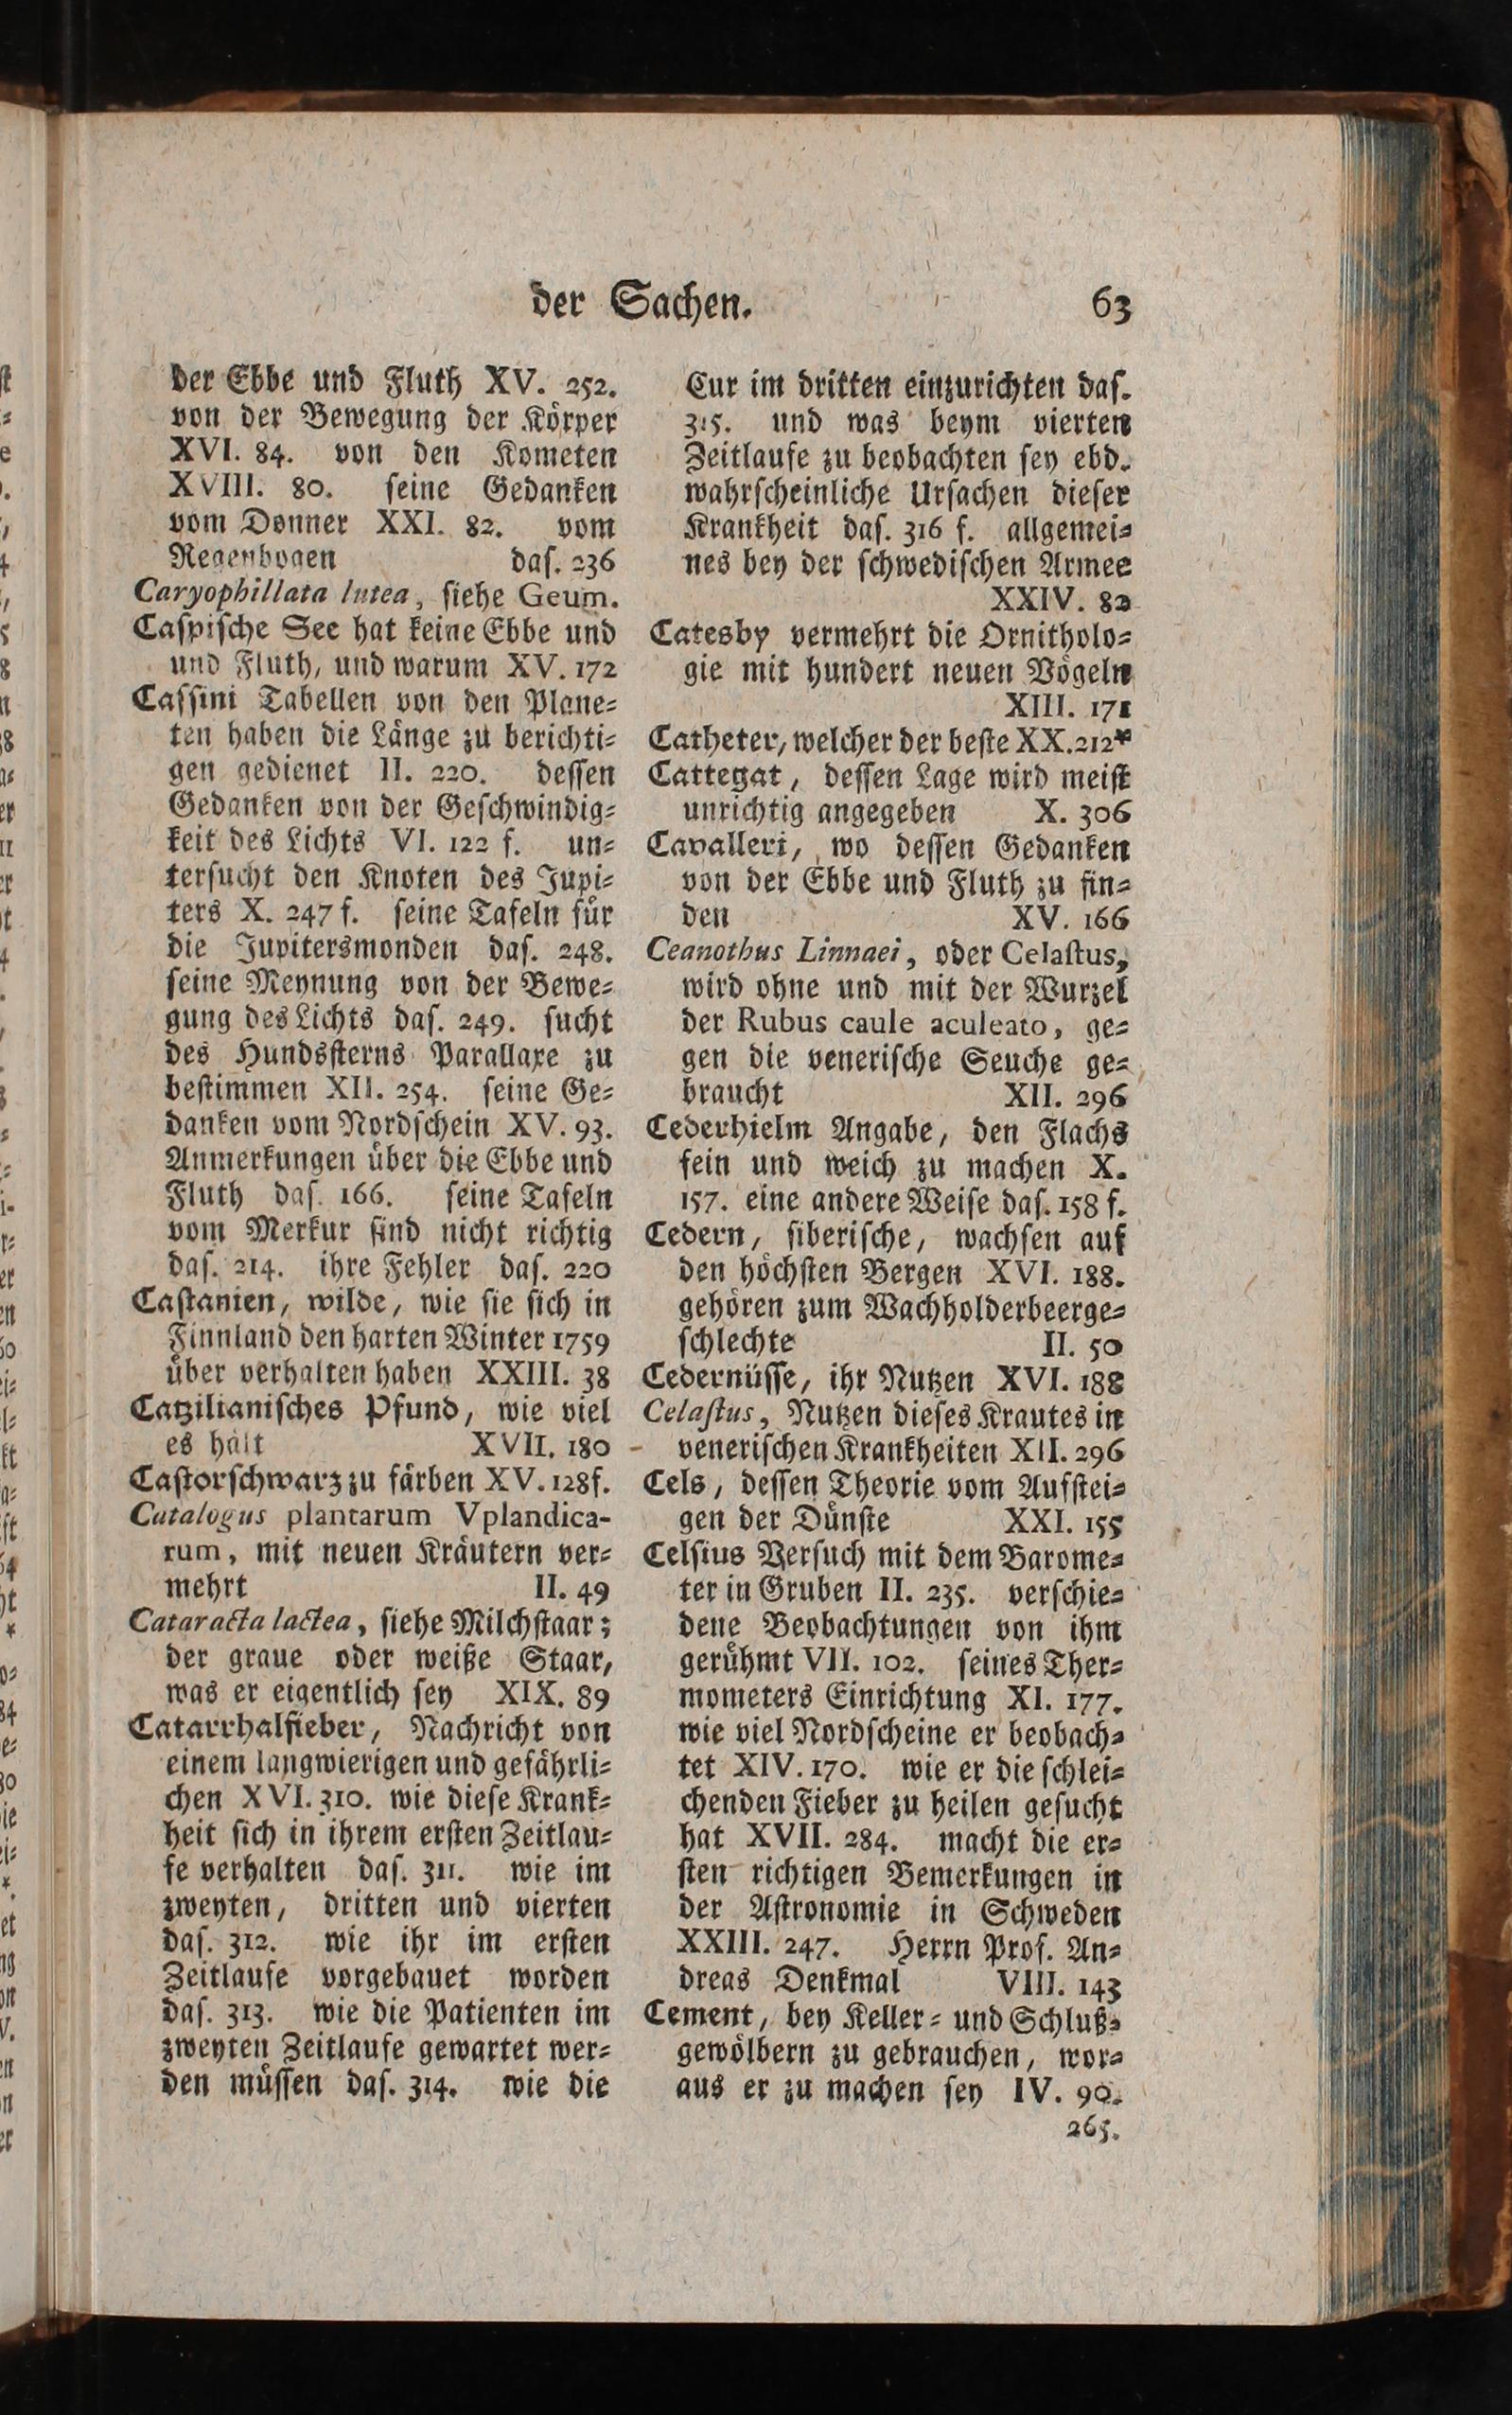 der Sachen. 63
der Ebbe und Fluth XV. 252.
von der Bewegung der Körper
XVI. 84. von den Kometen
XVIII. 80. ſeine Gedanken
vom Donner XXI. 82. vom
Regenbogen daſ. 236
Caryophillata lutea, ſiehe Geum.
Caſpiſche See hat keine Ebbe und
und Fluth, und warum XV. 172
Caſſini Tabellen von den Plane⸗
ten haben die Länge zu berichti⸗
gen gedienet II. 220. deſſen
Gedanken von der Geſchwindig⸗
keit des Lichts VI. 122 f. un⸗
terſucht den Knoten des Jupi⸗
ters X. 247 f. ſeine Tafeln für
die Jupitersmonden daſ. 248.
ſeine Meynung von der Bewe⸗
gung des Lichts daſ. 249. ſucht
des Hundsſterns Parallaxe zu
beſtimmen XII. 254. ſeine Ge⸗
danken vom Nordſchein XV. 93.
Anmerkungen über die Ebbe und
Fluth daſ. 166. ſeine Tafeln
vom Merkur ſind nicht richtig
daſ. 214. ihre Fehler daſ. 220
Caſtanien, wilde, wie ſie ſich in
Finnland den harten Winter 1759
über verhalten haben XXIII. 38
Catzilianiſches Pfund, wie viel
es hält XVII. 180
Caſtorſchwarz zu färben XV. 128 f.
Catalogus plantarum Vplandica-
rum, mit neuen Kräutern ver⸗
mehrt II. 49
Cataracta lactea, ſiehe Milchſtaar;
der graue oder weiße Staar,
was er eigentlich ſey XIX. 89
Catarrhalfieber, Nachricht von
einem langwierigen und gefährli⸗
chen XVI. 310. wie dieſe Krank⸗
heit ſich in ihrem erſten Zeitlau⸗
fe verhalten daſ. 311. wie im
zweyten, dritten und vierten
daſ. 312. wie ihr im erſten
Zeitlaufe vorgebauet worden
daſ. 313. wie die Patienten im
zweyten Zeitlaufe gewartet wer⸗
den müſſen daſ. 314. wie die
Cur im dritten einzurichten daſ.
315. und was beym vierten
Zeitlaufe zu beobachten ſey ebd.
wahrſcheinliche Urſachen dieſer
Krankheit daſ. 316 f. allgemei⸗
nes bey der ſchwediſchen Armee
XXIV. 82
Catesby vermehrt die Ornitholo⸗
gie mit hundert neuen Vögeln
XIII. 171
Catheter, welcher der beſte XX. 212*
Cattegat, deſſen Lage wird meiſt
unrichtig angegeben X. 306
Cavalleri, wo deſſen Gedanken
von der Ebbe und Fluth zu fin⸗
den XV. 166
Ceanothus Linnaei, oder Celaſtus,
wird ohne und mit der Wurzel
der Rubus caule aculeato, ge⸗
gen die veneriſche Seuche ge⸗
braucht XII. 296
Cederhielm Angabe, den Flachs
fein und weich zu machen X.
157. eine andere Weiſe daſ. 158 f.
Cedern, ſiberiſche, wachſen auf
den höchſten Bergen XVI. 188.
gehören zum Wachholderbeerge⸗
ſchlechte II. 50
Cedernüſſe, ihr Nutzen XVI. 188
Celaſtus, Nutzen dieſes Krautes in
veneriſchen Krankheiten XII. 296
Cels, deſſen Theorie vom Aufſtei⸗
gen der Dünſte XXI. 155
Celſius Verſuch mit dem Barome⸗
ter in Gruben II. 235. verſchie⸗
dene Beobachtungen von ihm
gerühmt VII. 102. ſeines Ther⸗
mometers Einrichtung XI. 177.
wie viel Nordſcheine er beobach⸗
tet XIV. 170. wie er die ſchlei⸗
chenden Fieber zu heilen geſucht
hat XVII. 284. macht die er⸗
ſten richtigen Bemerkungen in
der Aſtronomie in Schweden
XXIII. 247. Herrn Prof. An⸗
dreas Denkmal VIII. 143
Cement, bey Keller⸗ und Schluß⸗
gewölbern zu gebrauchen, wor⸗
aus er zu machen ſey IV. 90.
265.